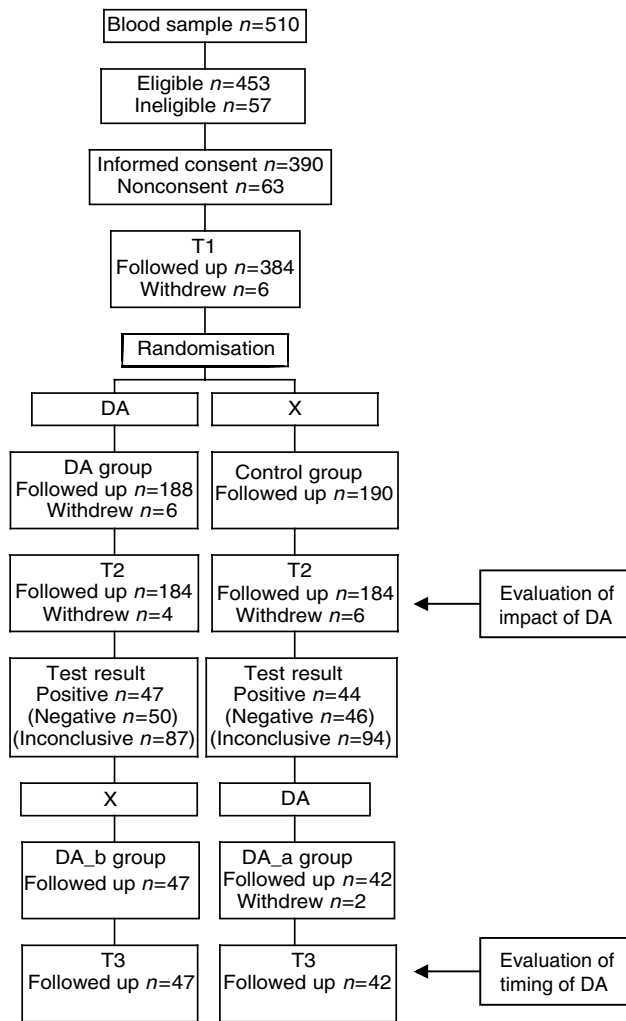 Blood sample n=510
Eligible n=453
Ineligible n=57
Informed consent n=390
Nonconsent n=63
T1
Followed up n=384
Withdrew n=6
Randomisation
DA
X
DA group
Followed up n=188
Withdrew n=6
Control group
Followed up n=190
T2
Followed up n=184
Withdrew n=4
T2
Followed up n=184
Withdrew n=6
Evaluation of
impact of DA
Test result
Positive n=47
(Negative n=50)
(Inconclusive n=87)
Test result
Positive n=44
(Negative n=46)
(Inconclusive n=94)
X
DA
DA_b group
Followed up n=47
DA_a group
Followed up n=42
Withdrew n=2
T3
Followed up n=47
T3
Followed up n=42
Evaluation of
timing of DA